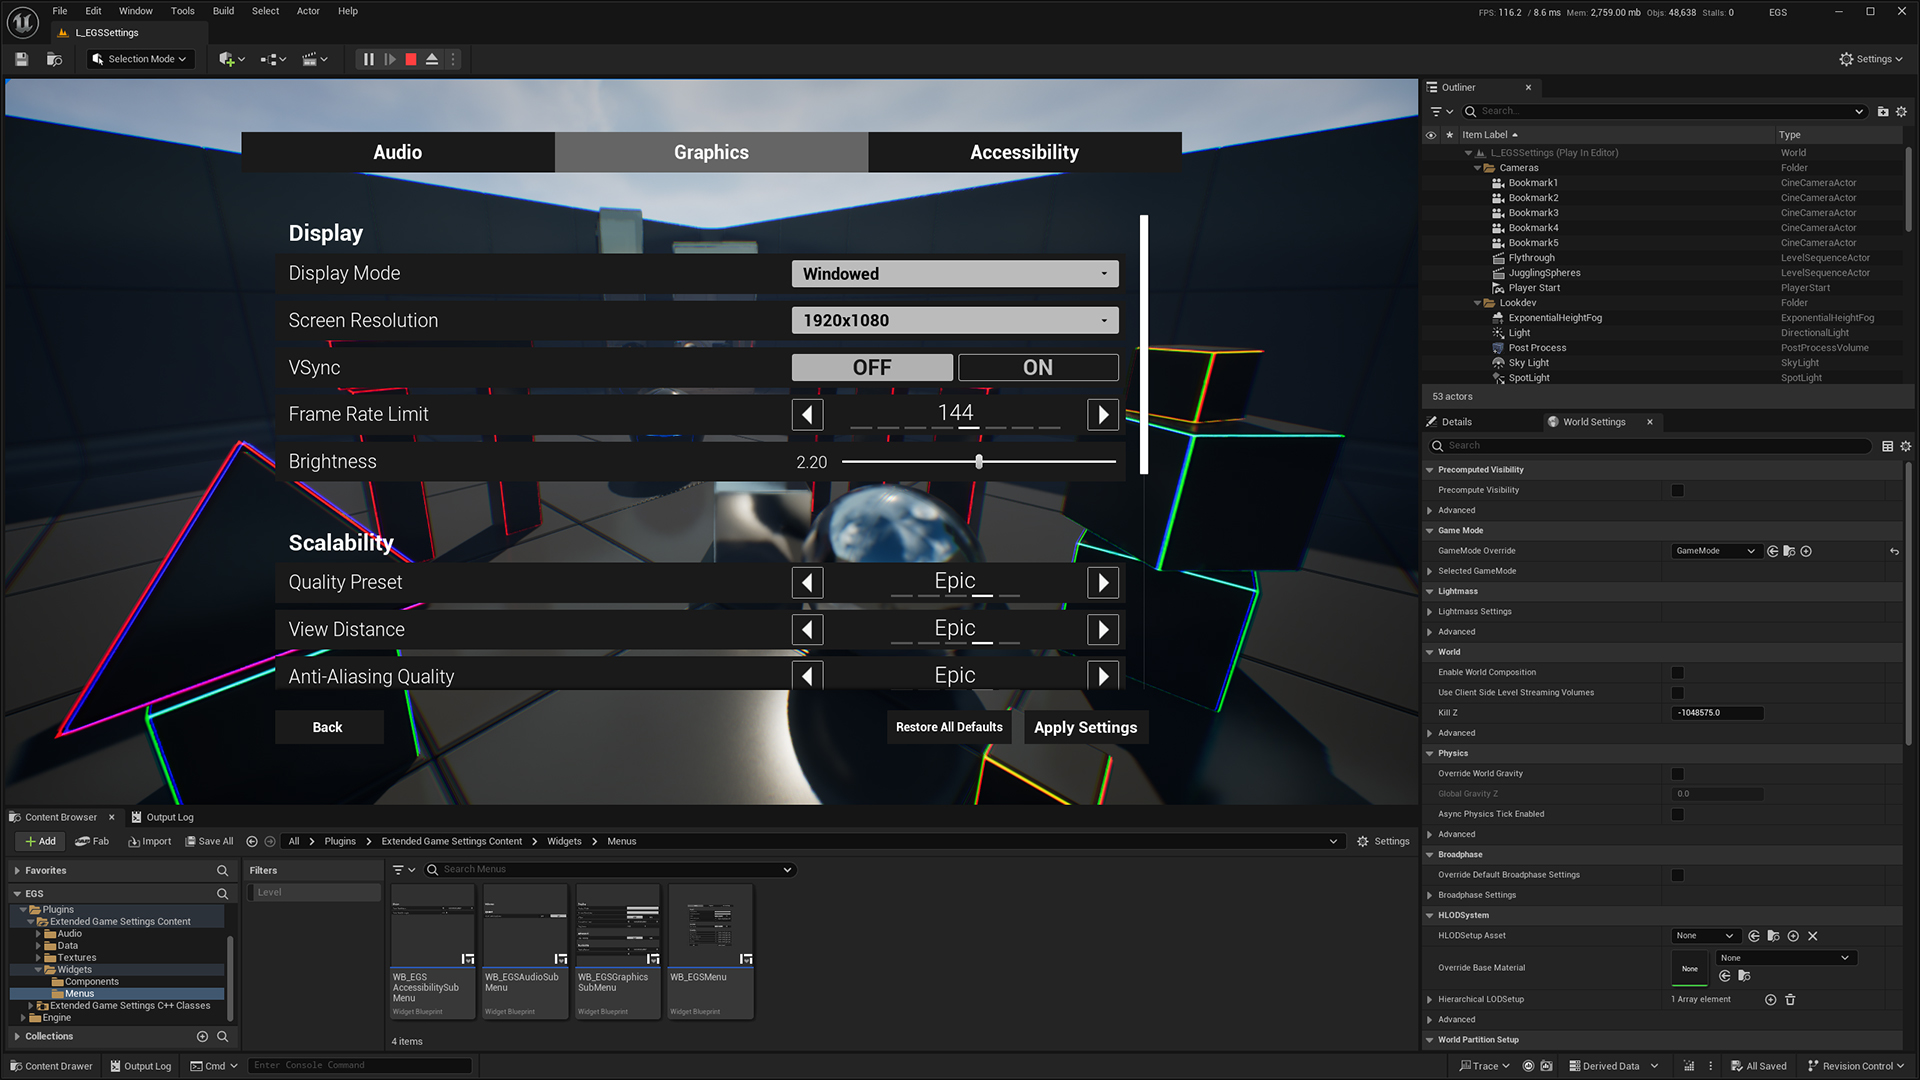 File Edit Window Tools Build Select Actor Help
FPS: 116.2 / 8.6 ms Mem: 2,759.00 mb Objs: 48,638 Stalls: 0 EGS
L_EGSSettings
Selection Mode
Settings
Audio Graphics Accessibility
Display
Display Mode Windowed
Screen Resolution 1920x1080
VSync OFF ON
Frame Rate Limit 144
Brightness 2.20
Scalability
Quality Preset Epic
View Distance Epic
Anti-Aliasing Quality Epic
Back Restore All Defaults Apply Settings
Outliner
Search...
Item Label Type
L_EGSSettings (Play In Editor) World
Cameras Folder
Bookmark1 CineCameraActor
Bookmark2 CineCameraActor
Bookmark3 CineCameraActor
Bookmark4 CineCameraActor
Bookmark5 CineCameraActor
Flythrough LevelSequenceActor
JugglingSpheres LevelSequenceActor
Player Start PlayerStart
Lookdev Folder
ExponentialHeightFog ExponentialHeightFog
Light DirectionalLight
Post Process PostProcessVolume
Sky Light SkyLight
SpotLight SpotLight
53 actors
Details World Settings
Search
Precomputed Visibility
Precompute Visibility
Advanced
Game Mode
GameMode Override GameMode
Selected GameMode
Lightmass
Lightmass Settings
Advanced
World
Enable World Composition
Use Client Side Level Streaming Volumes
Kill Z -1048575.0
Advanced
Physics
Override World Gravity
Global Gravity Z 0.0
Async Physics Tick Enabled
Advanced
Broadphase
Override Default Broadphase Settings
Broadphase Settings
HLODSystem
HLODSetup Asset None
Override Base Material None None
Hierarchical LODSetup 1 Array element
Advanced
World Partition Setup
Content Browser Output Log
Add Fab Import Save All All Plugins Extended Game Settings Content Widgets Menus Settings
Favorites
EGS
Plugins
Extended Game Settings Content
Audio
Data
Textures
Widgets
Components
Menus
Extended Game Settings C++ Classes
Engine
Collections
Filters
Level
Search Menus
WB_EGS
AccessibilitySub
Menu
Widget Blueprint
WB_EGSAudioSub
Menu
Widget Blueprint
WB_EGSGraphics
SubMenu
Widget Blueprint
WB_EGSMenu
Widget Blueprint
4 items
Content Drawer Output Log Cmd Enter Console Command
Trace Derived Data All Saved Revision Control